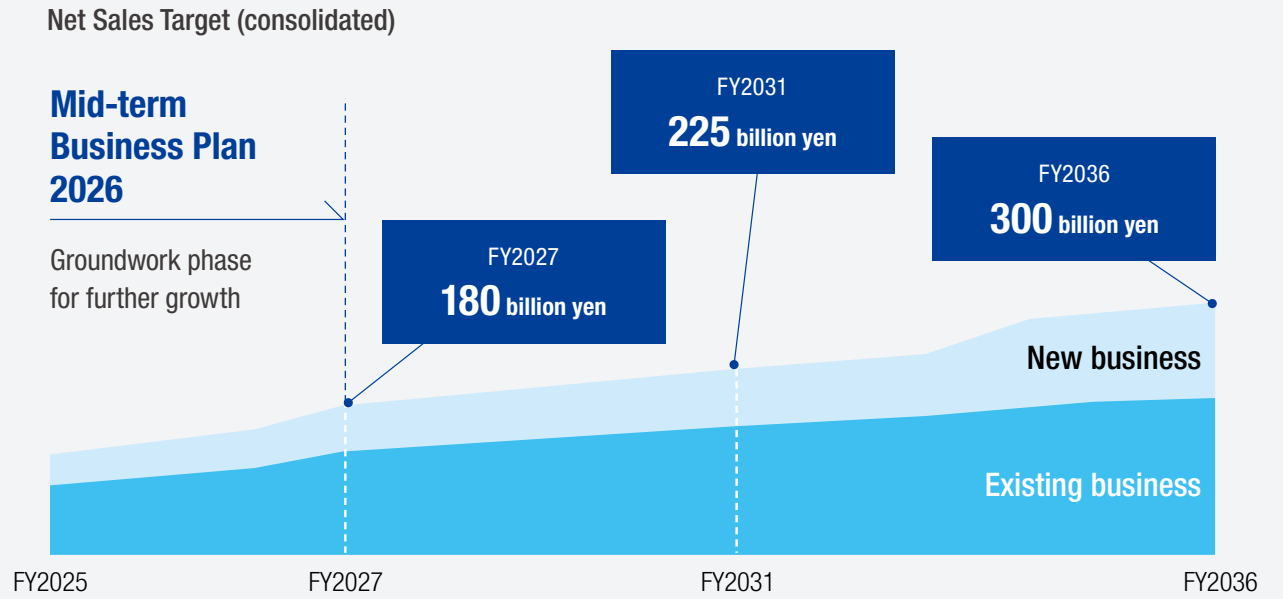 Net Sales Target (consolidated)
Mid-term
Business Plan
2026
Groundwork phase
for further growth
FY2027
180 billion yen
FY2031
225 billion yen
FY2036
300 billion yen
New business
Existing business
FY2025
FY2027
FY2031
FY2036